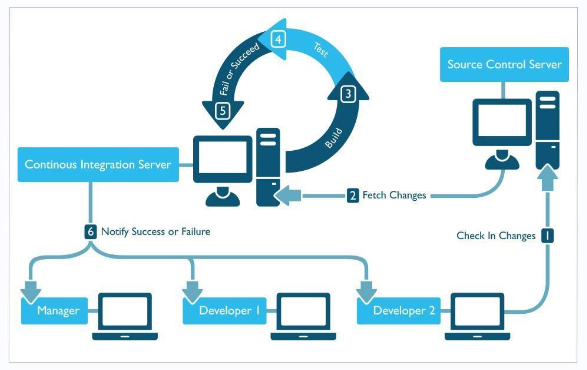 4
Test
Fail or Succeed
Source Control Server
3
5
Build
Continous Integration Server
2 Fetch Changes
6 Notify Success or Failure
Check In Changes 1
Manager
Developer 1
Developer 2